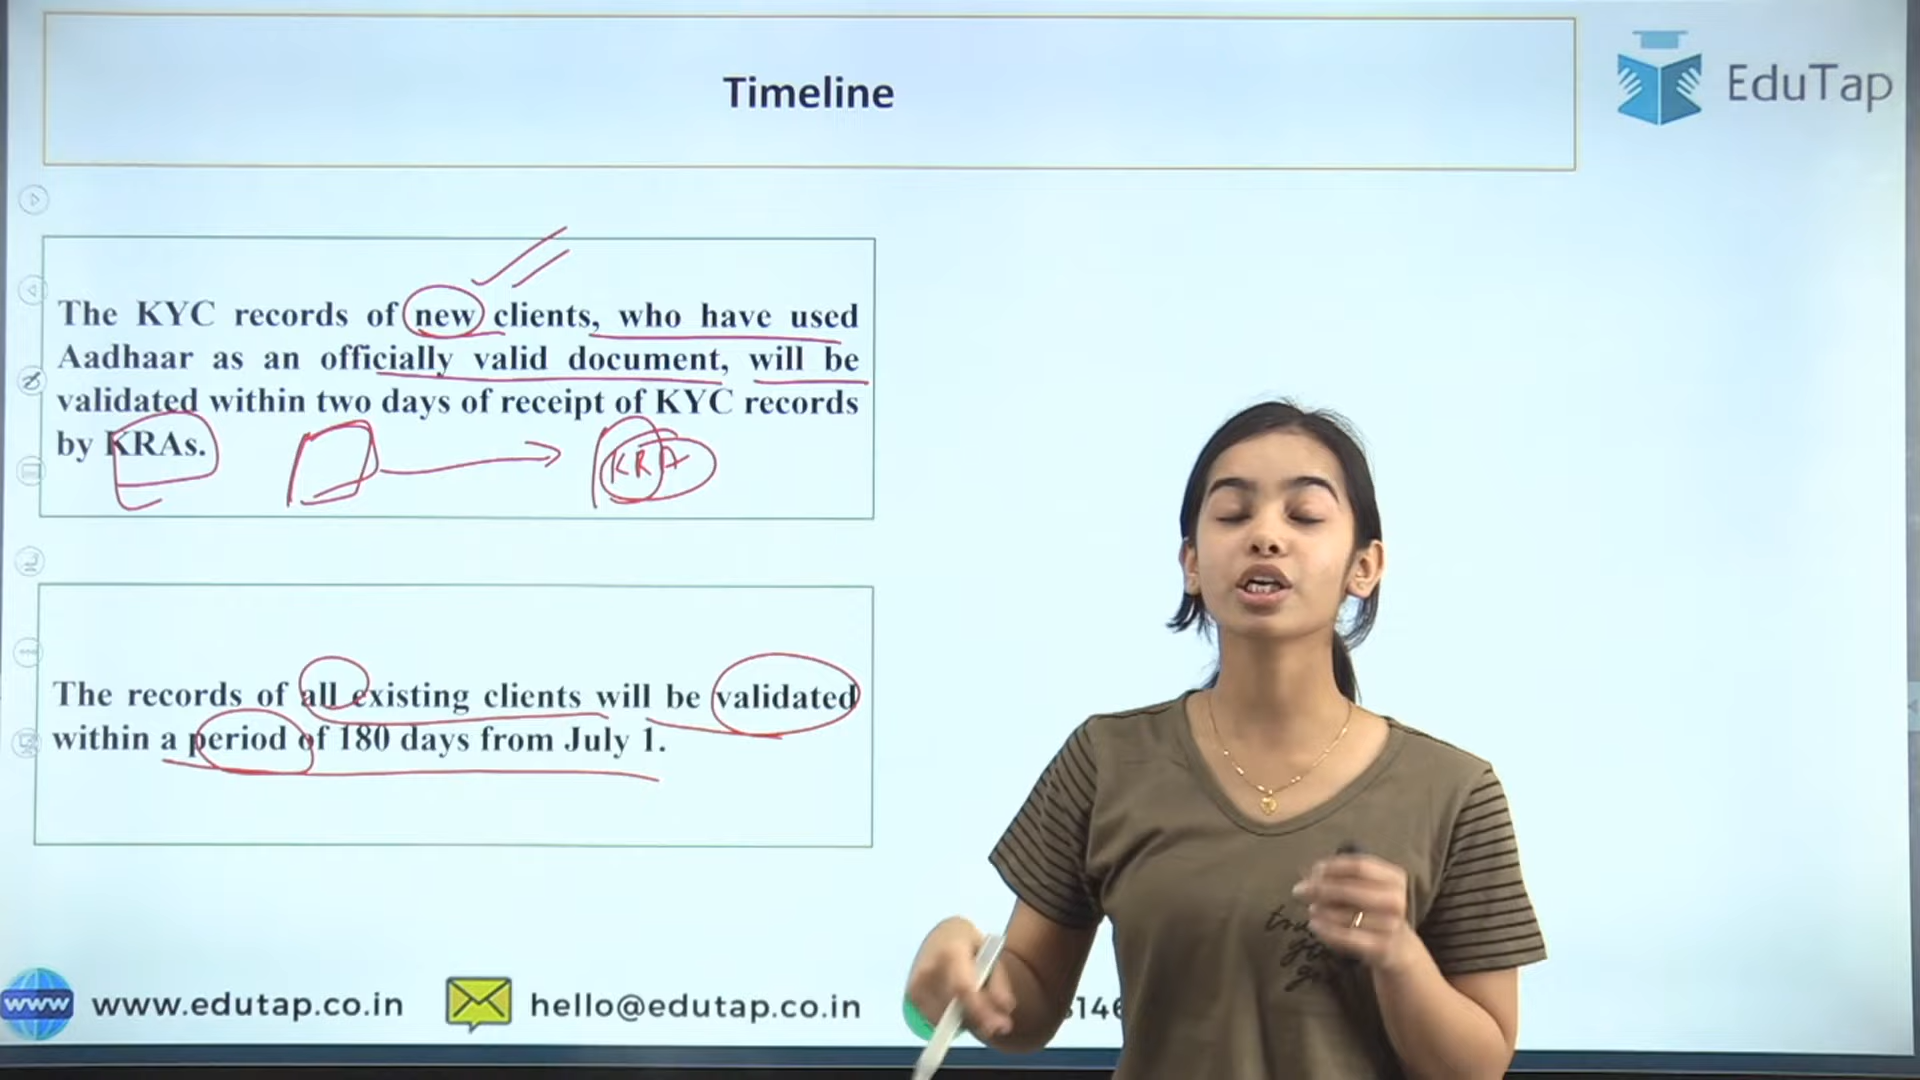 Timeline
EduTap
The KYC records of new clients, who have used
Aadhaar as an officially valid document, will be
validated within two days of receipt of KYC records
by KRAs.
KRA
The records of all existing clients will be validated
within a period of 180 days from July 1.
www
www.edutap.co.in
hello@edutap.co.in